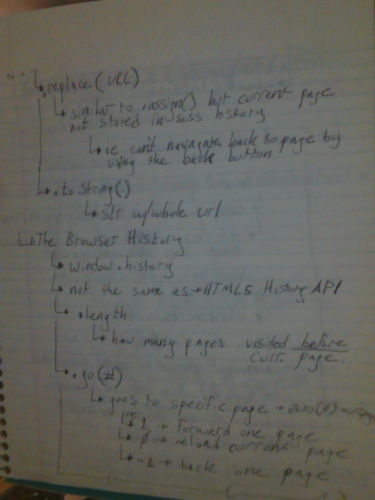 ↳ replace(URL)
↳ similar to .assign() but current page
not stored in sess history
↳ ie can't navagate back to page by
using the back button
↳ .toString()
↳ str w/whole url
↳ The Browser History
↳ window.history
↳ not the same as → HTML5 History API
↳ .length
↳ how many pages visited before
curr. page.
↳ .go(#)
↳ goes to specific page → zero(0)
↳ 1 → forward one page
↳ 0 → reload current page
↳ -1 → back one page